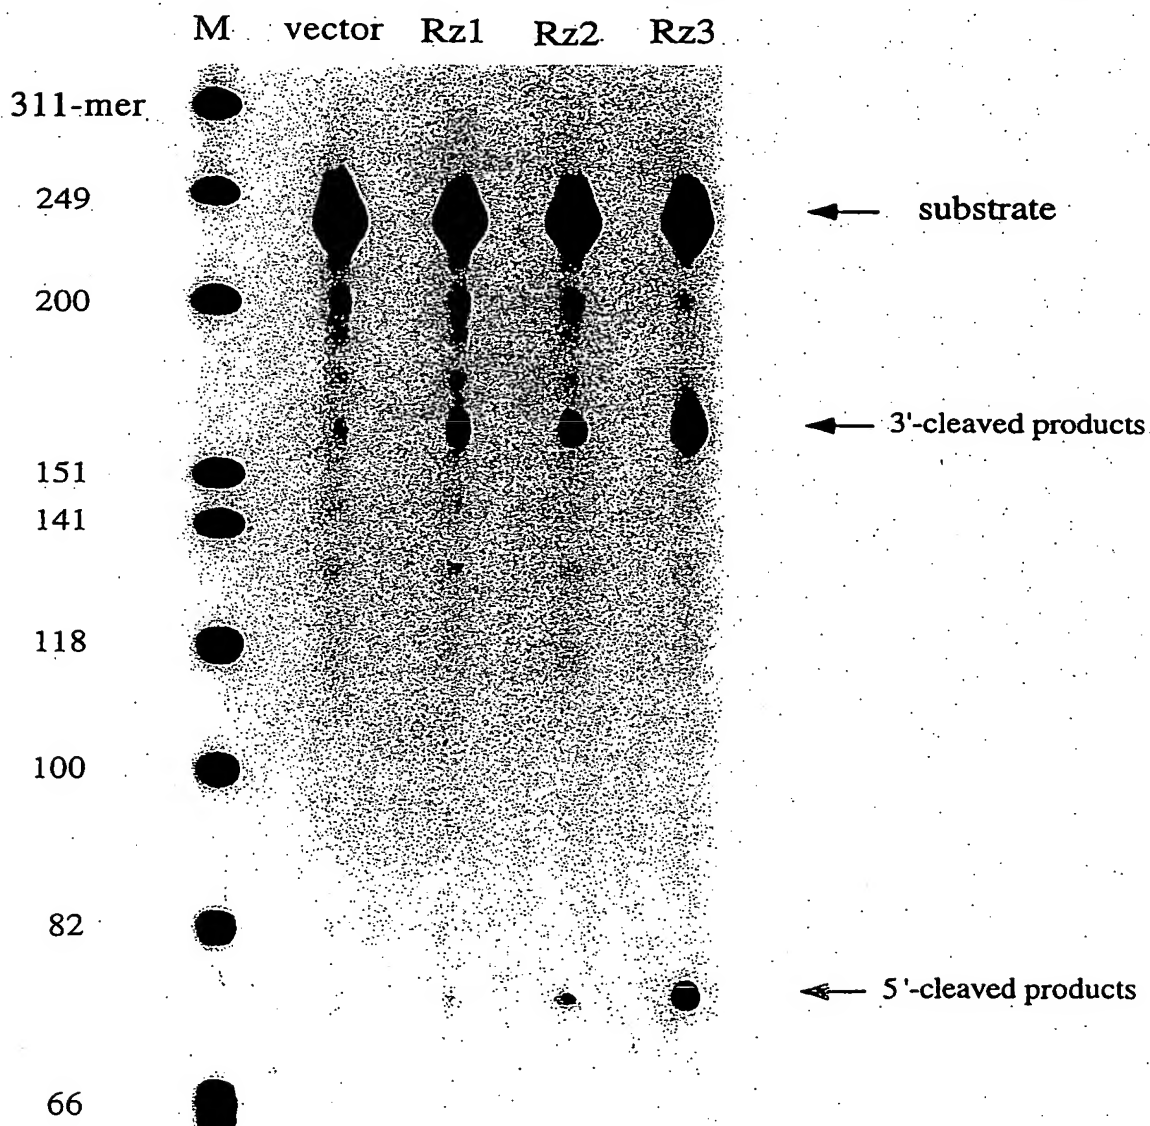 M vector Rz1 Rz2 Rz3
311-mer
249
substrate
200
3'-cleaved products
151
141
118
100
82
5'-cleaved products
66